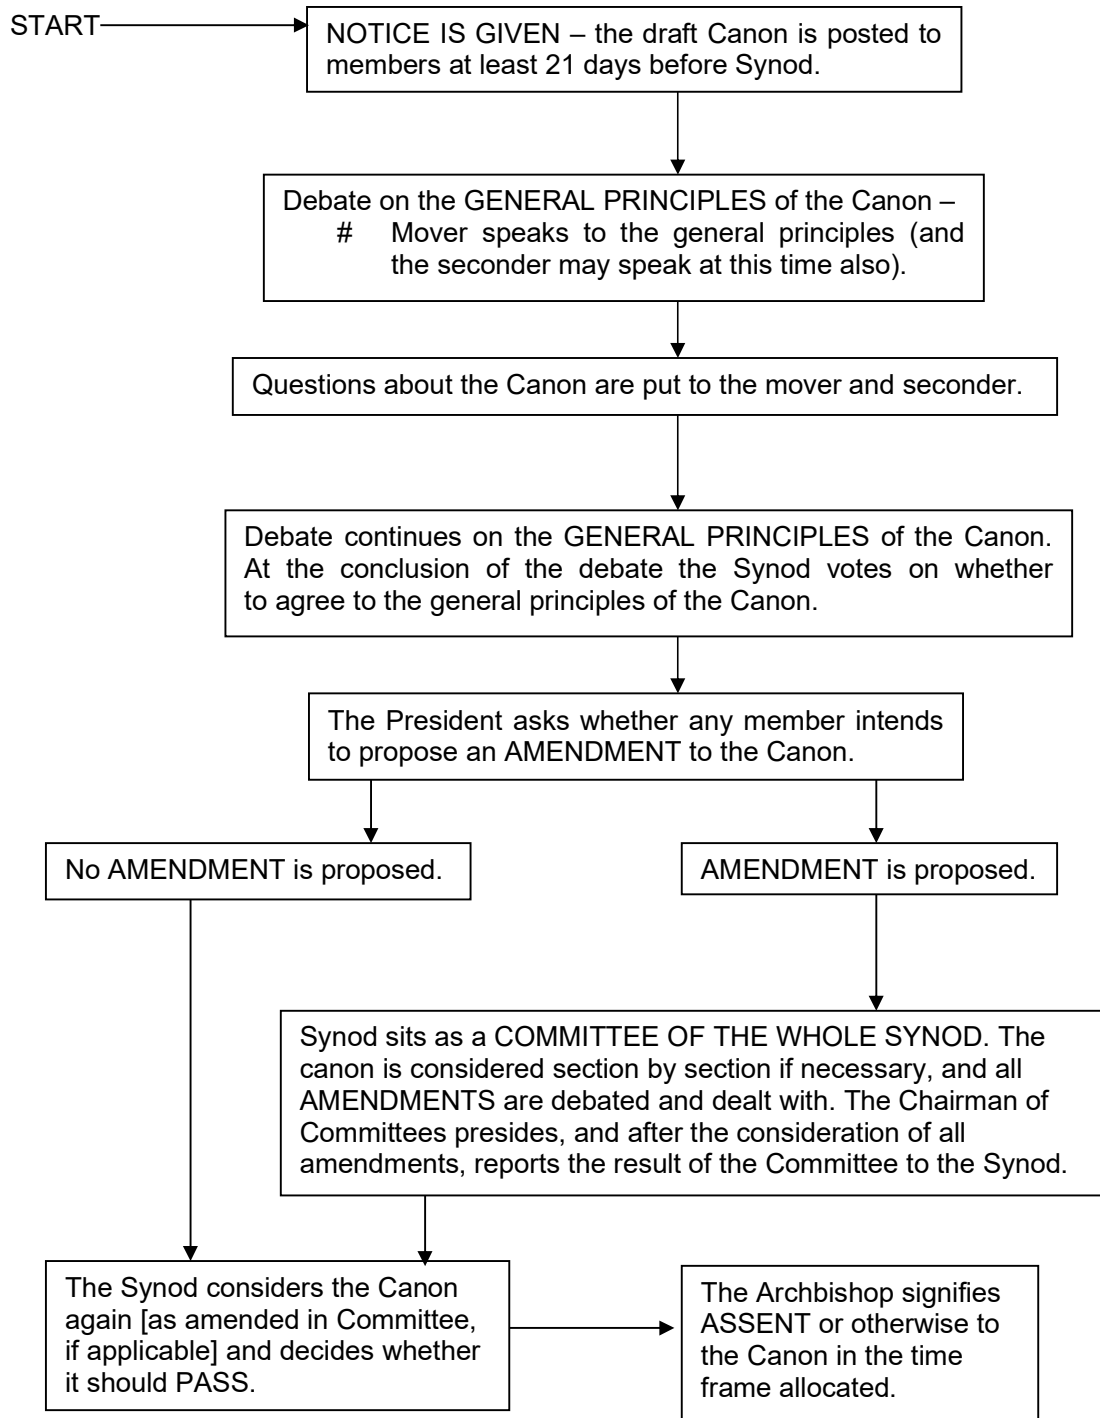 START
NOTICE IS GIVEN – the draft Canon is posted to
members at least 21 days before Synod.
Debate on the GENERAL PRINCIPLES of the Canon –
# Mover speaks to the general principles (and
the seconder may speak at this time also).
Questions about the Canon are put to the mover and seconder.
Debate continues on the GENERAL PRINCIPLES of the Canon.
At the conclusion of the debate the Synod votes on whether
to agree to the general principles of the Canon.
The President asks whether any member intends
to propose an AMENDMENT to the Canon.
No AMENDMENT is proposed.
AMENDMENT is proposed.
Synod sits as a COMMITTEE OF THE WHOLE SYNOD. The
canon is considered section by section if necessary, and all
AMENDMENTS are debated and dealt with. The Chairman of
Committees presides, and after the consideration of all
amendments, reports the result of the Committee to the Synod.
The Synod considers the Canon
again [as amended in Committee,
if applicable] and decides whether
it should PASS.
The Archbishop signifies
ASSENT or otherwise to
the Canon in the time
frame allocated.